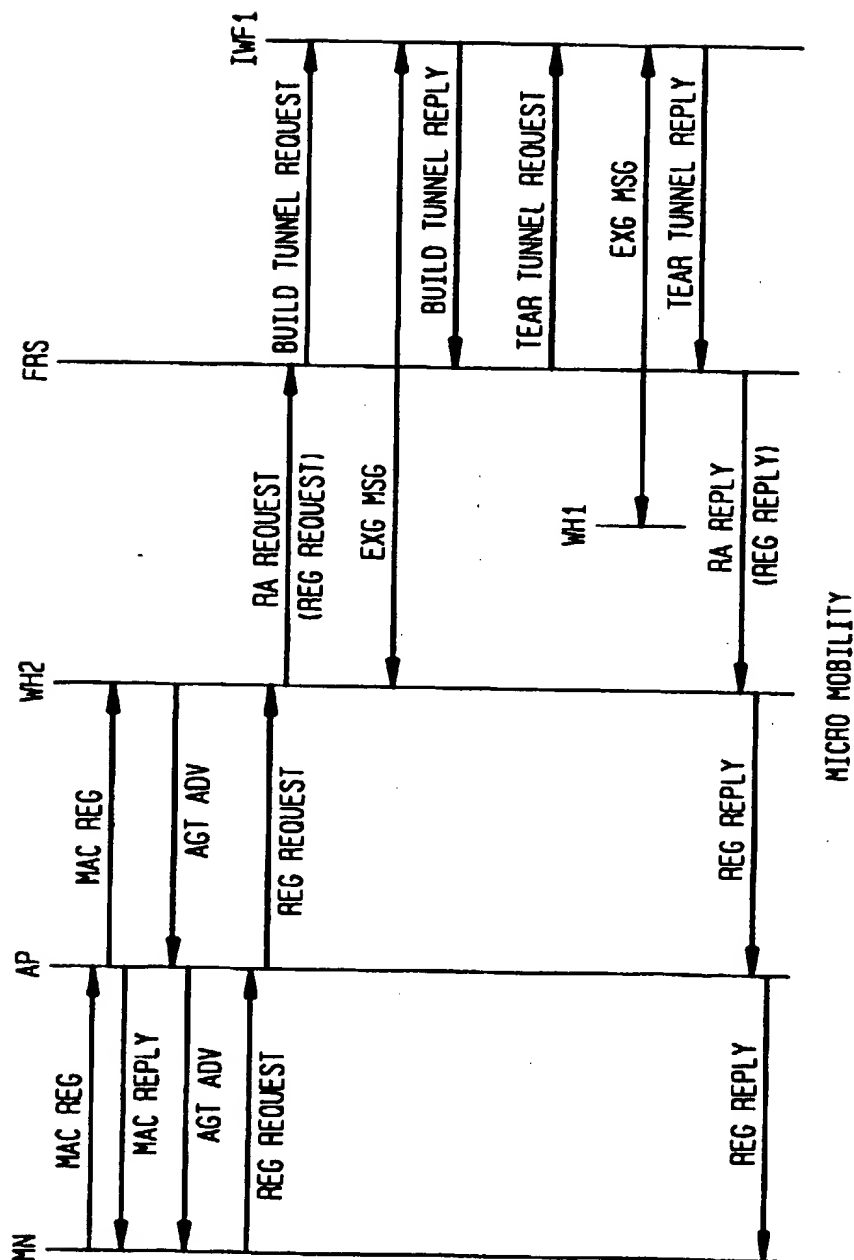 MN
AP
WH2
FRS
IWF1
MAC REG
MAC REG
MAC REPLY
AGT ADV
AGT ADV
REG REQUEST
REG REQUEST
RA REQUEST
(REG REQUEST)
BUILD TUNNEL REQUEST
EXG MSG
BUILD TUNNEL REPLY
TEAR TUNNEL REQUEST
WH1
EXG MSG
TEAR TUNNEL REPLY
RA REPLY
(REG REPLY)
REG REPLY
REG REPLY
MICRO MOBILITY